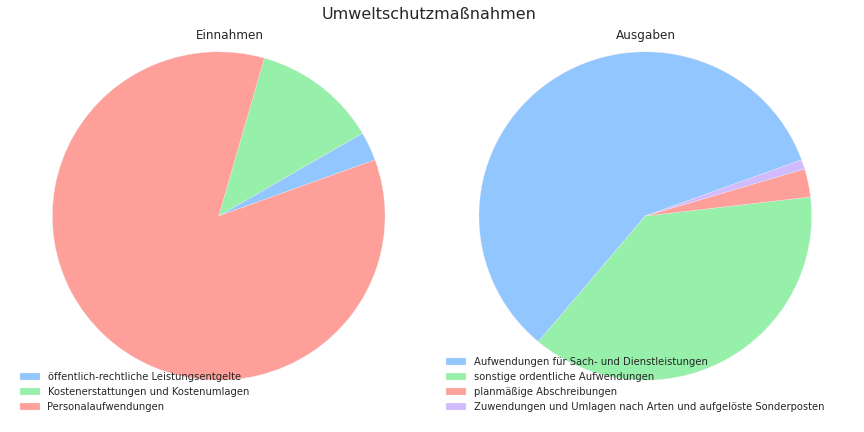 Umweltschutzmaßnahmen
Einnahmen
öffentlich-rechtliche Leistungsentgelte
Kostenerstattungen und Kostenumlagen
Personalaufwendungen
Ausgaben
Aufwendungen für Sach- und Dienstleistungen
sonstige ordentliche Aufwendungen
planmäßige Abschreibungen
Zuwendungen und Umlagen nach Arten und aufgelöste Sonderposten